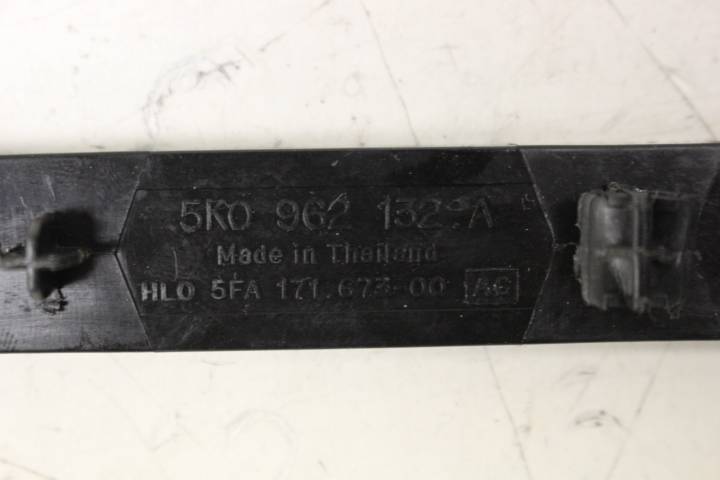 5K0 962 132 A
Made in Thailand
HLO 5FA 171.673-00 AC